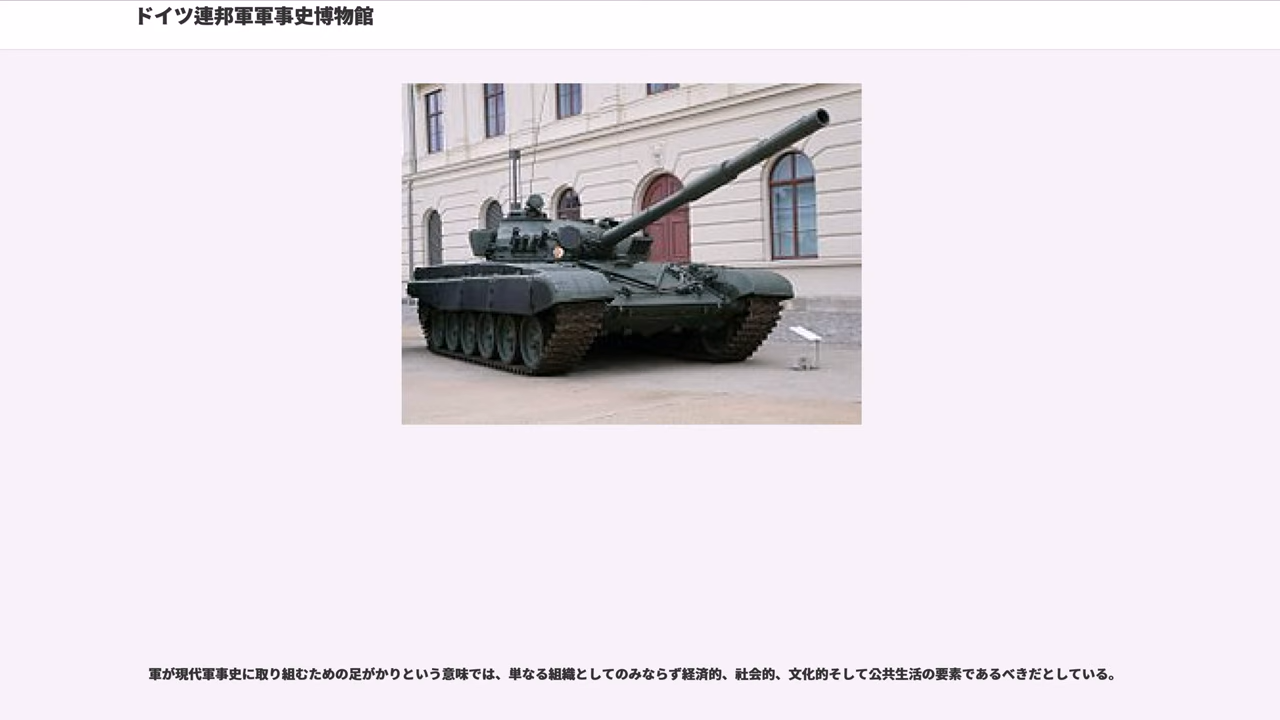 ドイツ連邦軍軍事史博物館
軍が現代軍事史に取り組むための足がかりという意味では、単なる組織としてのみならず経済的、社会的、文化的そして公共生活の要素であるべきだとしている。